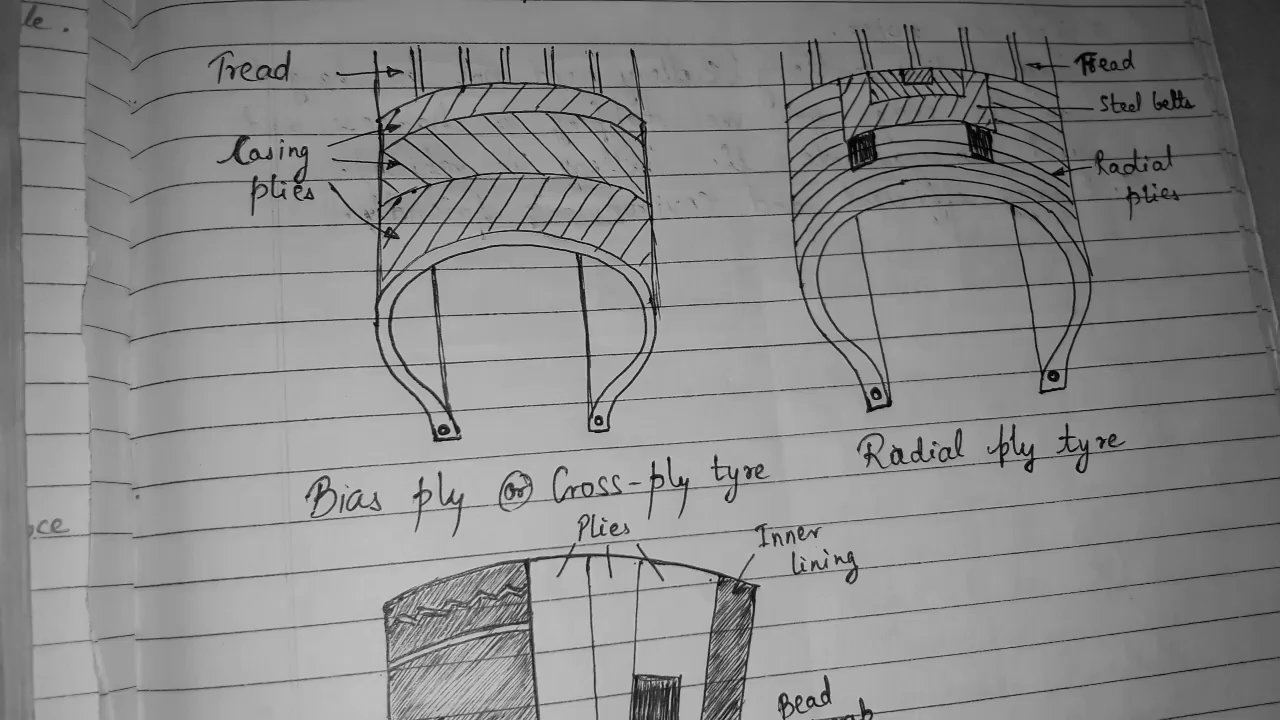 le.
Tread
Casing
plies
Tread
Steel belts
Radial
plies
Bias ply or Cross-ply tyre
Radial ply tyre
Plies
Inner
lining
Bead